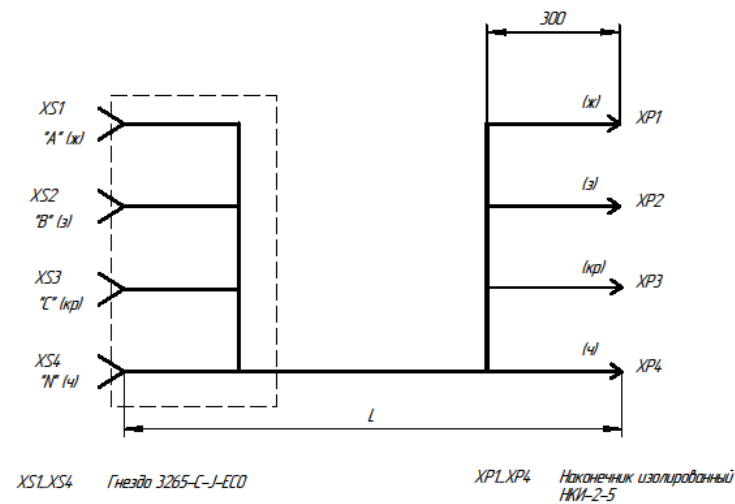 300
XS1
"A" (ж)
(ж)
XP1
XS2
"B" (з)
(з)
XP2
XS3
"C" (кр)
(кр)
XP3
XS4
"N" (ч)
(ч)
XP4
L
XS1..XS4 Гнездо 3265-C-J-ECO
XP1..XP4 Наконечник изолированный
НКИ-2-5